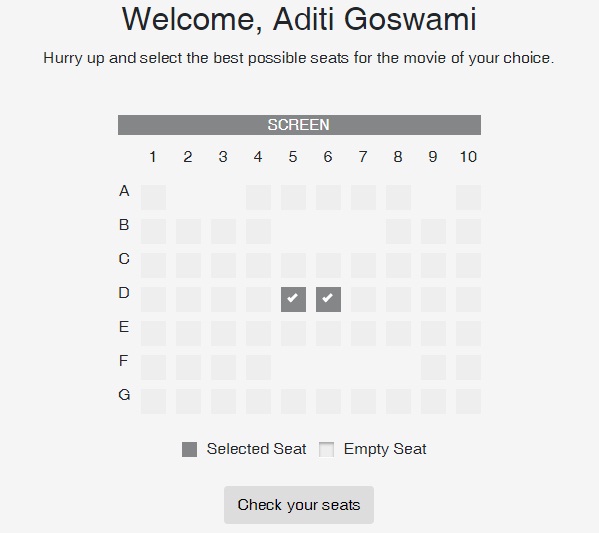 Welcome, Aditi Goswami
Hurry up and select the best possible seats for the movie of your choice.
SCREEN
1 2 3 4 5 6 7 8 9 10
A
B
C
D
E
F
G
Selected Seat Empty Seat
Check your seats